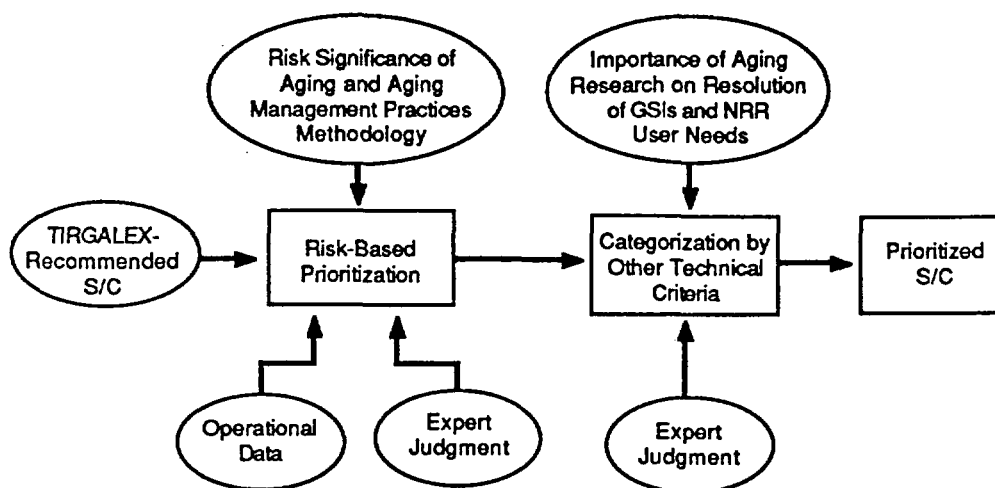 Risk Significance of
Aging and Aging
Management Practices
Methodology
Importance of Aging
Research on Resolution
of GSIs and NRR
User Needs
TIRGALEX-
Recommended
S/C
Risk-Based
Prioritization
Categorization by
Other Technical
Criteria
Prioritized
S/C
Operational
Data
Expert
Judgment
Expert
Judgment